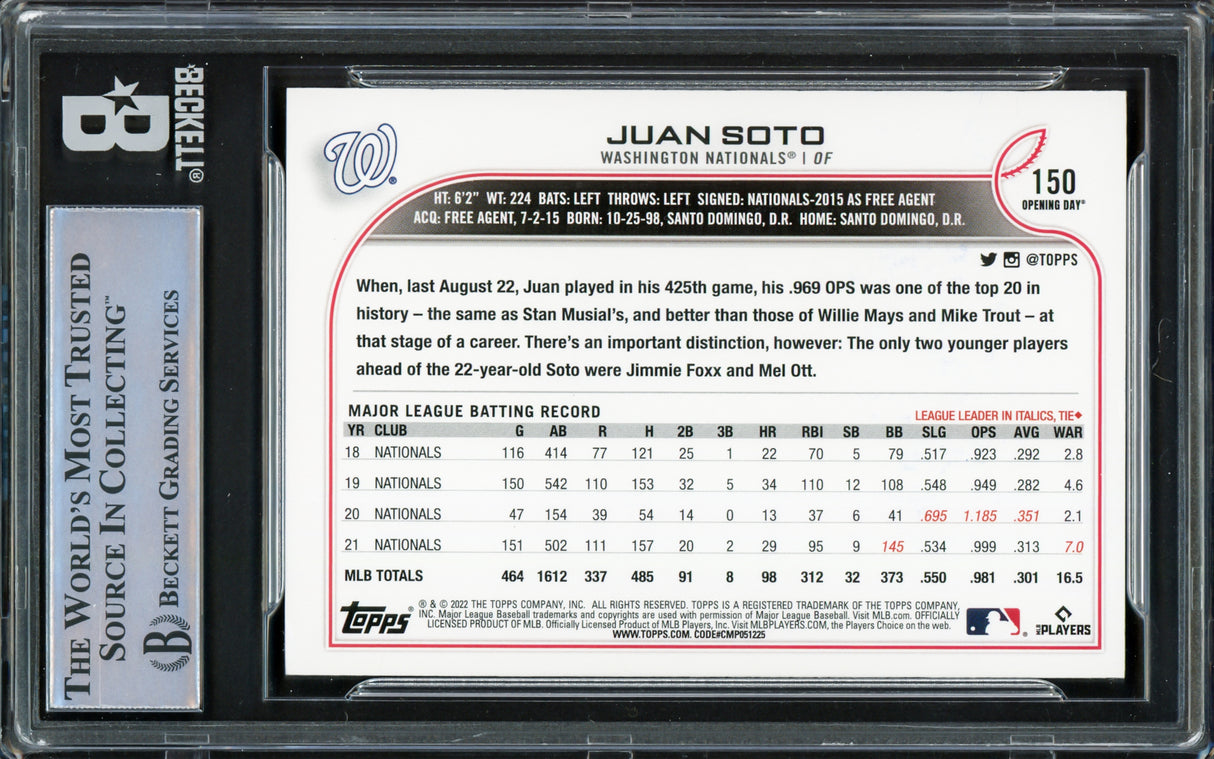 BECKETT®
B
THE WORLD'S MOST TRUSTED
SOURCE IN COLLECTING™
B BECKETT GRADING SERVICES
W®
JUAN SOTO
WASHINGTON NATIONALS® | OF
150
OPENING DAY®
HT: 6'2" WT: 224 BATS: LEFT THROWS: LEFT SIGNED: NATIONALS-2015 AS FREE AGENT
ACQ: FREE AGENT, 7-2-15 BORN: 10-25-98, SANTO DOMINGO, D.R. HOME: SANTO DOMINGO, D.R.
@TOPPS
When, last August 22, Juan played in his 425th game, his .969 OPS was one of the top 20 in
history – the same as Stan Musial's, and better than those of Willie Mays and Mike Trout – at
that stage of a career. There's an important distinction, however: The only two younger players
ahead of the 22-year-old Soto were Jimmie Foxx and Mel Ott.
MAJOR LEAGUE BATTING RECORD LEAGUE LEADER IN ITALICS, TIE♦
YR CLUB G AB R H 2B 3B HR RBI SB BB SLG OPS AVG WAR
18 NATIONALS 116 414 77 121 25 1 22 70 5 79 .517 .923 .292 2.8
19 NATIONALS 150 542 110 153 32 5 34 110 12 108 .548 .949 .282 4.6
20 NATIONALS 47 154 39 54 14 0 13 37 6 41 .695 1.185 .351 2.1
21 NATIONALS 151 502 111 157 20 2 29 95 9 145 .534 .999 .313 7.0
MLB TOTALS 464 1612 337 485 91 8 98 312 32 373 .550 .981 .301 16.5
topps® ® & © 2022 THE TOPPS COMPANY, INC. ALL RIGHTS RESERVED. TOPPS IS A REGISTERED TRADEMARK OF THE TOPPS COMPANY,
INC. Major League Baseball trademarks and copyrights are used with permission of Major League Baseball. Visit MLB.com. OFFICIALLY
LICENSED PRODUCT OF MLB. Officially Licensed Product of MLB Players, Inc. Visit MLBPLAYERS.COM, the Players Choice on the web.
WWW.TOPPS.COM. CODE#CMP051225
®
MLB PLAYERS